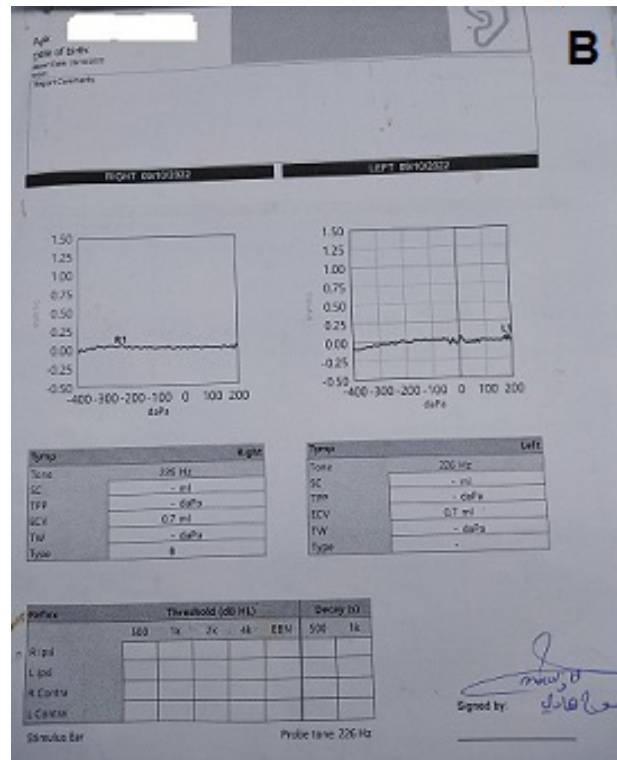 B
Age:
Date of birth:
Report Comments
RIGHT 09/10/2022
LEFT 09/10/2022
1.50
1.25
1.00
0.75
0.50
0.25
0.00
-0.25
-0.50
R1
-400 -300 -200 -100 0 100 200
daPa
1.50
1.25
1.00
0.75
0.50
0.25
0.00
-0.25
-0.50
-400 -300 -200 -100 0 100 200
daPa
Tymp Right
Tone 226 Hz
SC - ml
TPP - daPa
ECV 0.7 ml
TW - daPa
Type B
Tymp Left
Tone 226 Hz
SC - ml
TPP - daPa
ECV 0.7 ml
TW - daPa
Type -
Reflex Threshold (dB HL) Decay (s)
500 1k 2k 4k BBN 500 1k
R Ipsi
L Ipsi
R Contra
L Contra
Stimulus Ear
Probe tone: 226 Hz
Signed by: